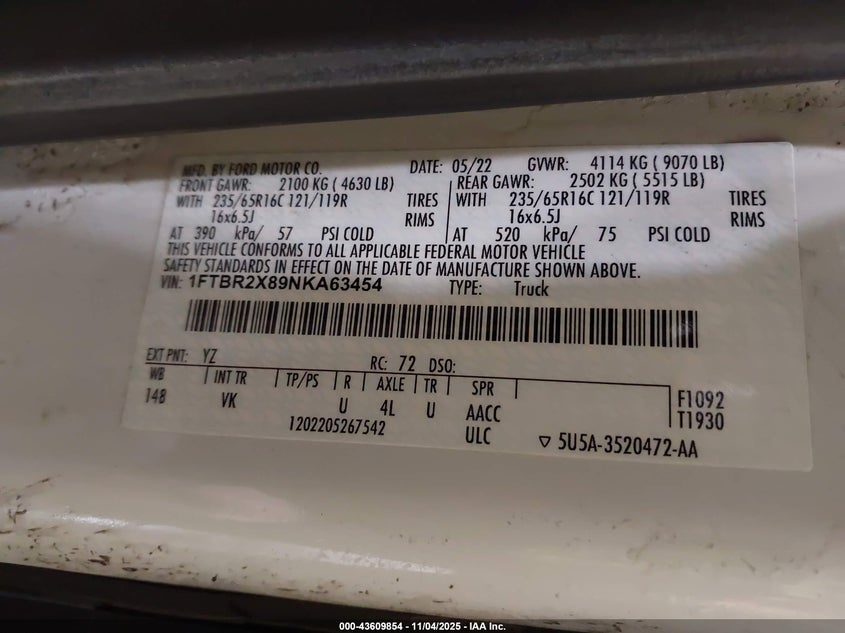 MFD. BY FORD MOTOR CO. DATE: 05/22 GVWR: 4114 KG ( 9070 LB)
FRONT GAWR: 2100 KG ( 4630 LB) REAR GAWR: 2502 KG ( 5515 LB)
WITH 235/65R16C 121/119R TIRES WITH 235/65R16C 121/119R TIRES
16x6.5J RIMS 16x6.5J RIMS
AT 390 kPa/ 57 PSI COLD AT 520 kPa/ 75 PSI COLD
THIS VEHICLE CONFORMS TO ALL APPLICABLE FEDERAL MOTOR VEHICLE
SAFETY STANDARDS IN EFFECT ON THE DATE OF MANUFACTURE SHOWN ABOVE.
VIN: 1FTBR2X89NKA63454 TYPE: Truck
EXT PNT: YZ RC: 72 DSO:
WB INT TR TP/PS R AXLE TR SPR
148 VK U 4L U AACC
ULC
F1092
T1930
1202205267542
▽ 5U5A-3520472-AA
000-43609854 - 11/04/2025 - IAA Inc.